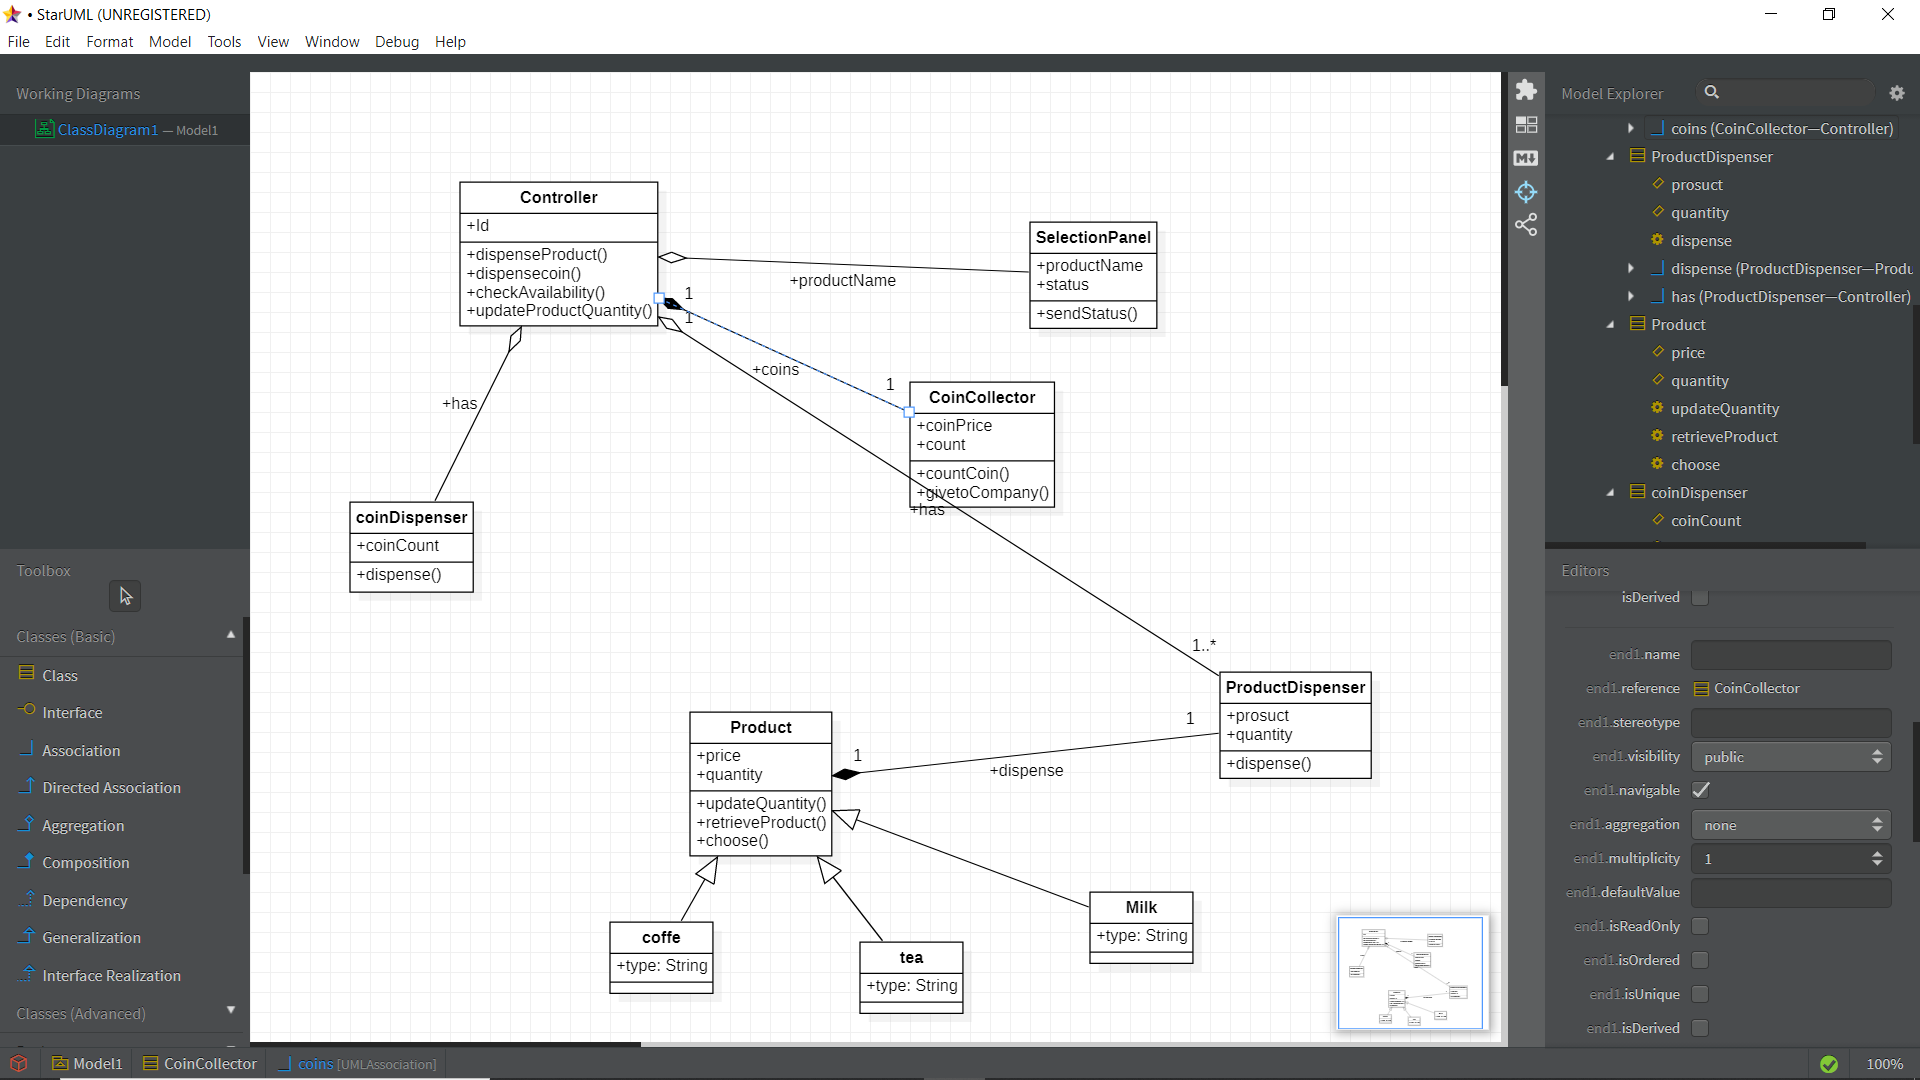 • StarUML (UNREGISTERED)
File Edit Format Model Tools View Window Debug Help
Working Diagrams
ClassDiagram1 — Model1
Toolbox
Classes (Basic)
Class
Interface
Association
Directed Association
Aggregation
Composition
Dependency
Generalization
Interface Realization
Classes (Advanced)
Controller
+Id
+dispenseProduct()
+dispensecoin()
+checkAvailability()
+updateProductQuantity()
+productName
SelectionPanel
+productName
+status
+sendStatus()
1
1
+coins
1
CoinCollector
+coinPrice
+count
+countCoin()
+givetoCompany()
+has
+has
coinDispenser
+coinCount
+dispense()
1..*
ProductDispenser
+prosuct
+quantity
+dispense()
1
+dispense
1
Product
+price
+quantity
+updateQuantity()
+retrieveProduct()
+choose()
coffe
+type: String
tea
+type: String
Milk
+type: String
Model Explorer
coins (CoinCollector—Controller)
ProductDispenser
prosuct
quantity
dispense
dispense (ProductDispenser—Produ
has (ProductDispenser—Controller)
Product
price
quantity
updateQuantity
retrieveProduct
choose
coinDispenser
coinCount
Editors
isDerived
end1.name
end1.reference CoinCollector
end1.stereotype
end1.visibility public
end1.navigable
end1.aggregation none
end1.multiplicity 1
end1.defaultValue
end1.isReadOnly
end1.isOrdered
end1.isUnique
end1.isDerived
Model1 CoinCollector coins [UMLAssociation]
100%